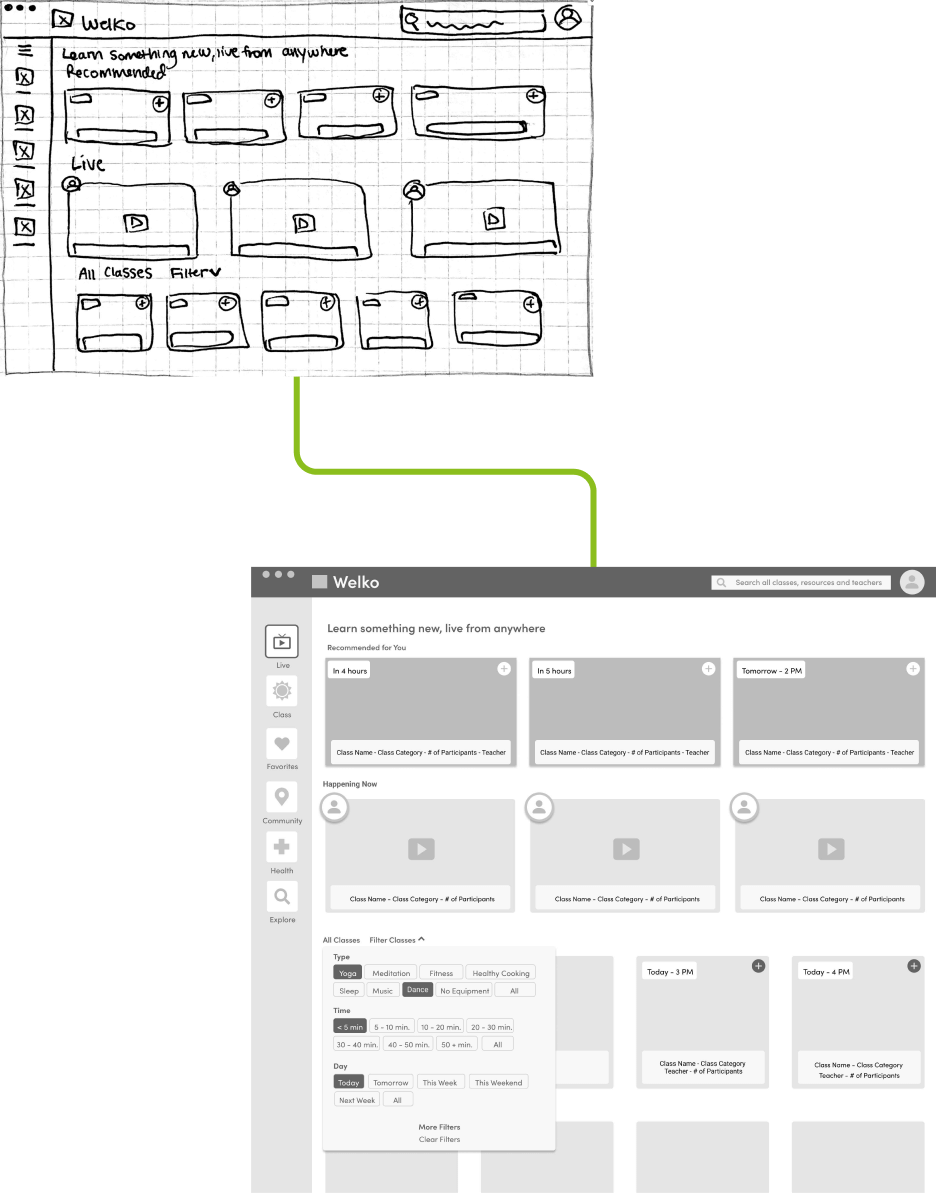 Welko
Learn something new, live from anywhere
Recommended
Live
All Classes Filter
Welko
Search all classes, resources and teachers
Live
Class
Favorites
Community
Health
Explore
Learn something new, live from anywhere
Recommended for You
In 4 hours
In 5 hours
Tomorrow - 2 PM
Class Name - Class Category - # of Participants - Teacher
Class Name - Class Category - # of Participants - Teacher
Class Name - Class Category - # of Participants - Teacher
Happening Now
Class Name - Class Category - # of Participants
Class Name - Class Category - # of Participants
Class Name - Class Category - # of Participants
All Classes Filter Classes
Type
Yoga Meditation Fitness Healthy Cooking
Sleep Music Dance No Equipment All
Time
< 5 min 5 - 10 min. 10 - 20 min. 20 - 30 min.
30 - 40 min. 40 - 50 min. 50 + min. All
Day
Today Tomorrow This Week This Weekend
Next Week All
More Filters
Clear Filters
Today - 3 PM
Class Name - Class Category
Teacher - # of Participants
Today - 4 PM
Class Name - Class Category
Teacher - # of Participants